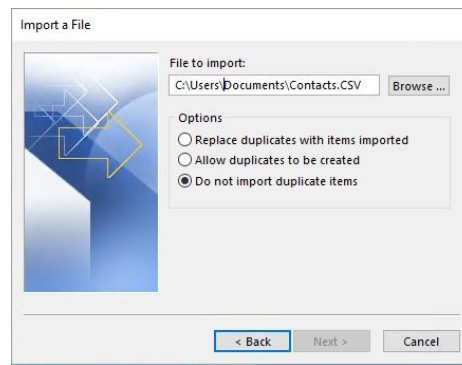 Import a File
File to import:
C:\Users\Documents\Contacts.CSV
Browse ...
Options
Replace duplicates with items imported
Allow duplicates to be created
Do not import duplicate items
< Back
Next >
Cancel